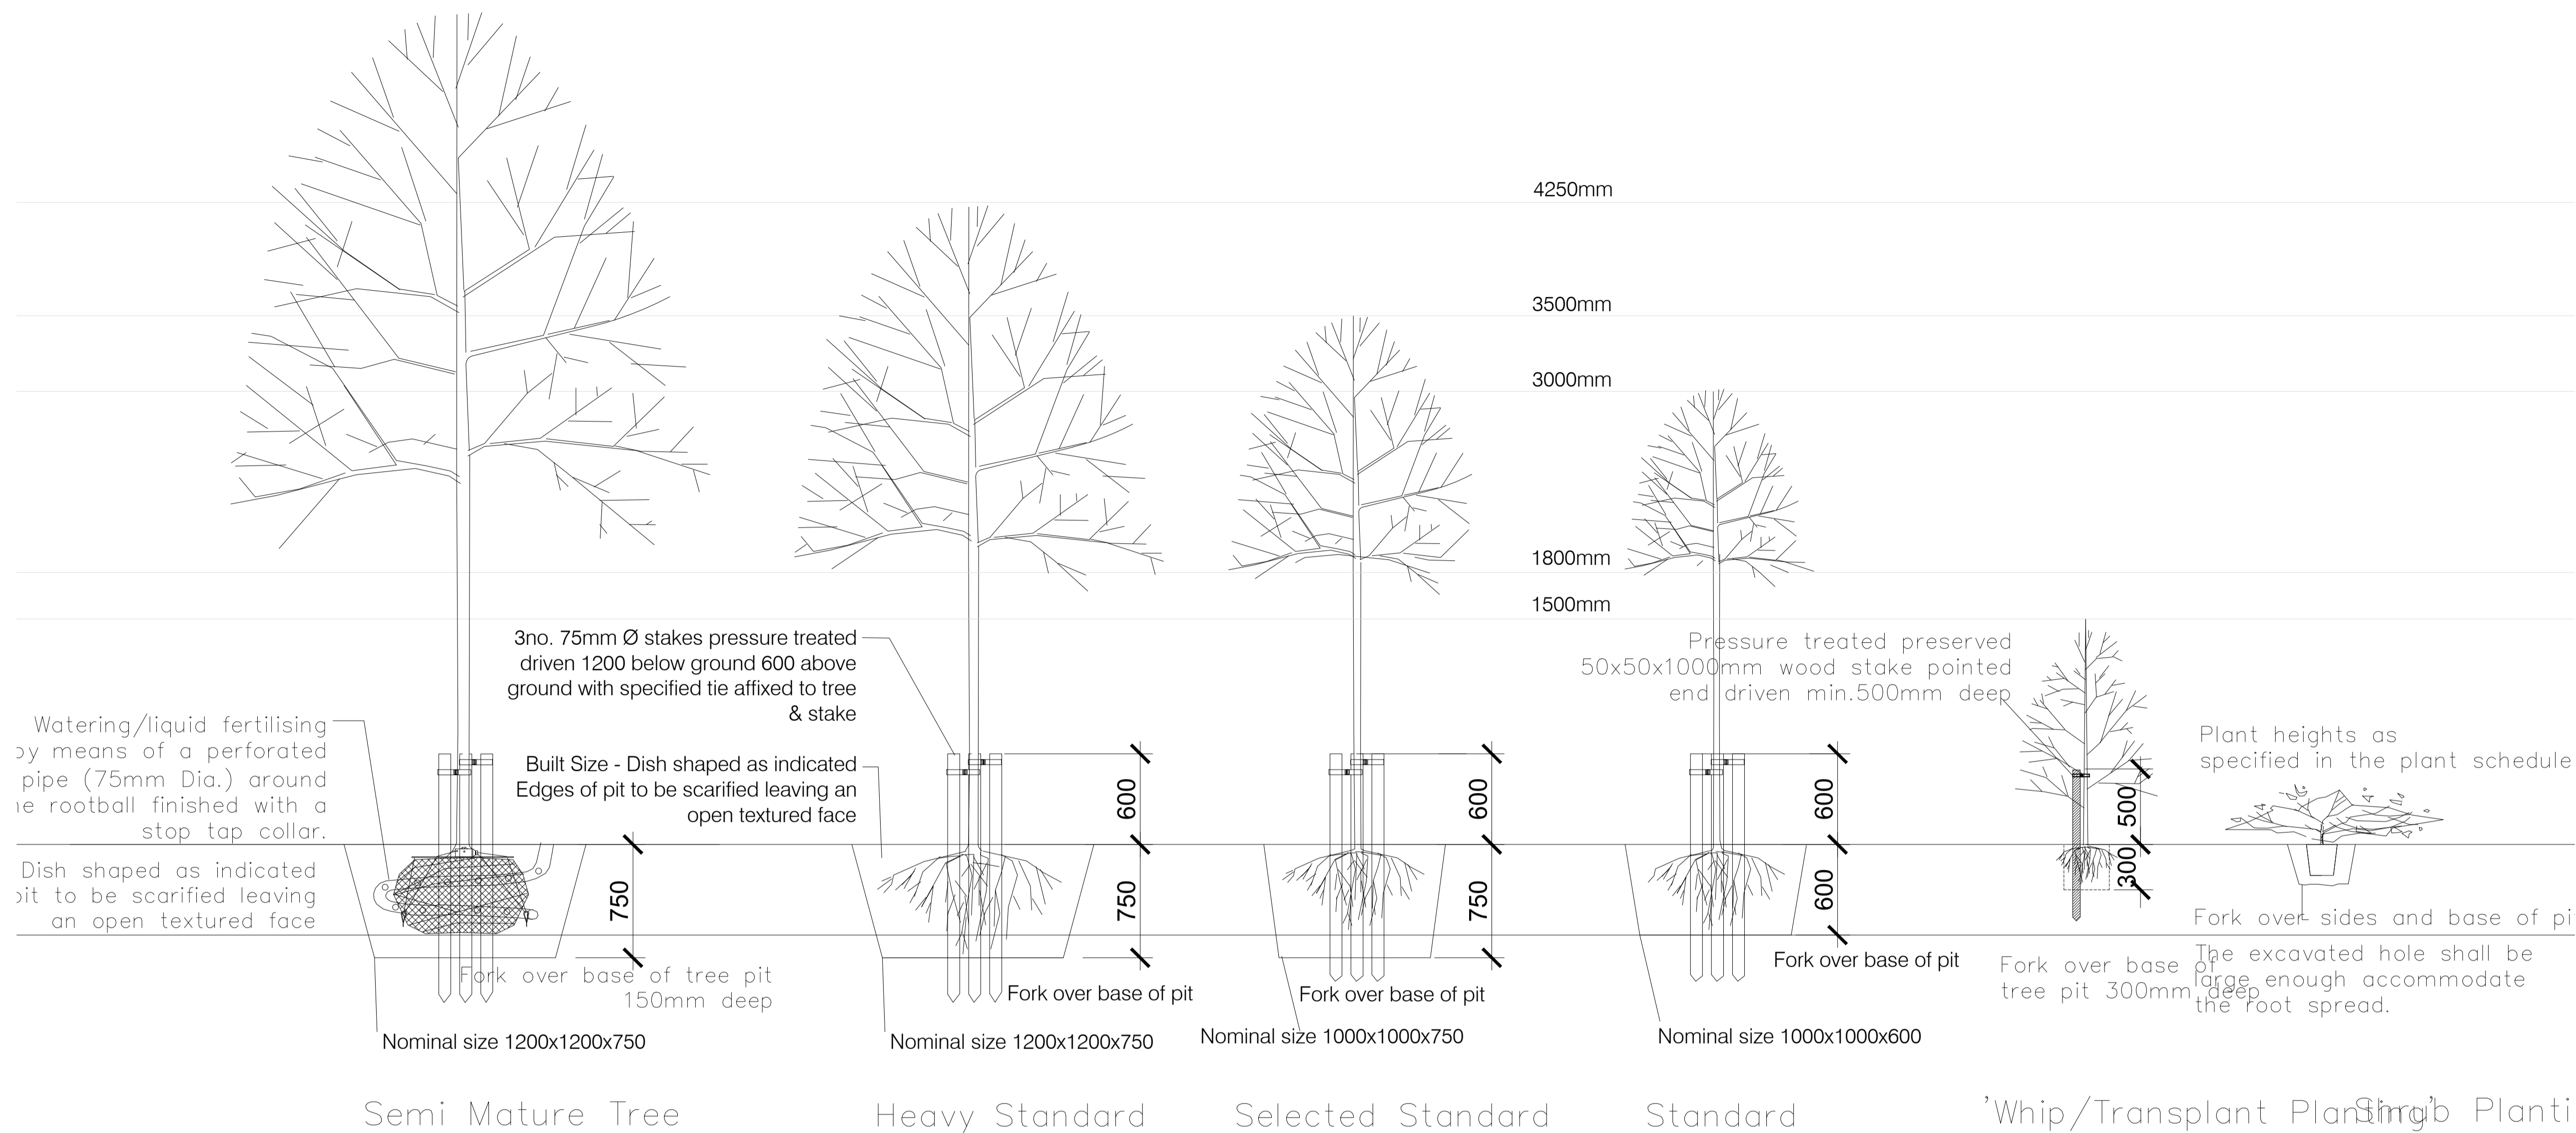 4250mm
3500mm
3000mm
1800mm
1500mm
3no. 75mm Ø stakes pressure treated
driven 1200 below ground 600 above
ground with specified tie affixed to tree
& stake
Built Size - Dish shaped as indicated
Edges of pit to be scarified leaving an
open textured face
Pressure treated preserved
50x50x1000mm wood stake pointed
end driven min.500mm deep
Watering/liquid fertilising
by means of a perforated
pipe (75mm Dia.) around
rootball finished with a
stop tap collar.
Dish shaped as indicated
pit to be scarified leaving
an open textured face
Plant heights as
specified in the plant schedule
600
600
600
500
750
750
750
600
300
Fork over base of tree pit
150mm deep
Fork over base of pit
Fork over base of pit
Fork over base of pit
Fork over base of
tree pit 300mm deep
Fork over sides and base of pi
The excavated hole shall be
large enough accommodate
the root spread.
Nominal size 1200x1200x750
Nominal size 1200x1200x750
Nominal size 1000x1000x750
Nominal size 1000x1000x600
Semi Mature Tree
Heavy Standard
Selected Standard
Standard
'Whip/Transplant Planting'
Shrub Planti